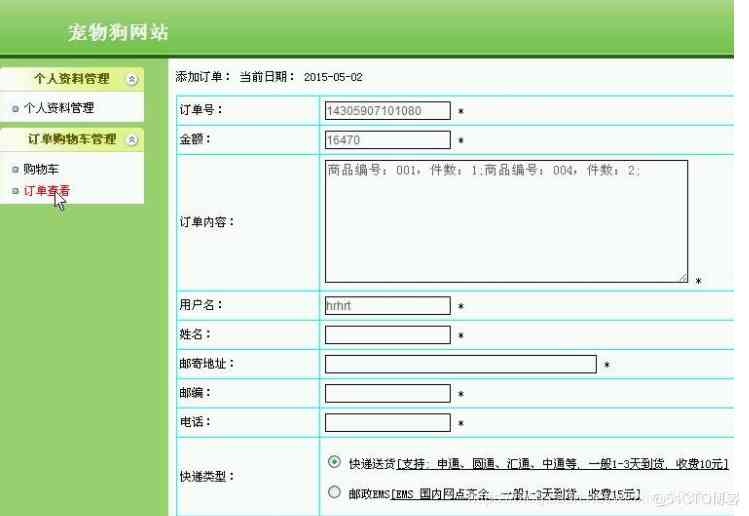 宠物狗网站
个人资料管理
个人资料管理
订单购物车管理
购物车
订单查看
添加订单： 当前日期： 2015-05-02
订单号： 14305907101080 *
金额： 16470 *
订单内容： 商品编号：001，件数：1;商品编号：004，件数：2; *
用户名： hrhrt *
姓名： *
邮寄地址： *
邮编： *
电话： *
快递类型：
快递送货[支持：申通、圆通、汇通、中通等，一般1-3天到货，收费10元]
邮政EMS[EMS 国内网点齐全，一般1-3天到货，收费15元]
@51CTO博客